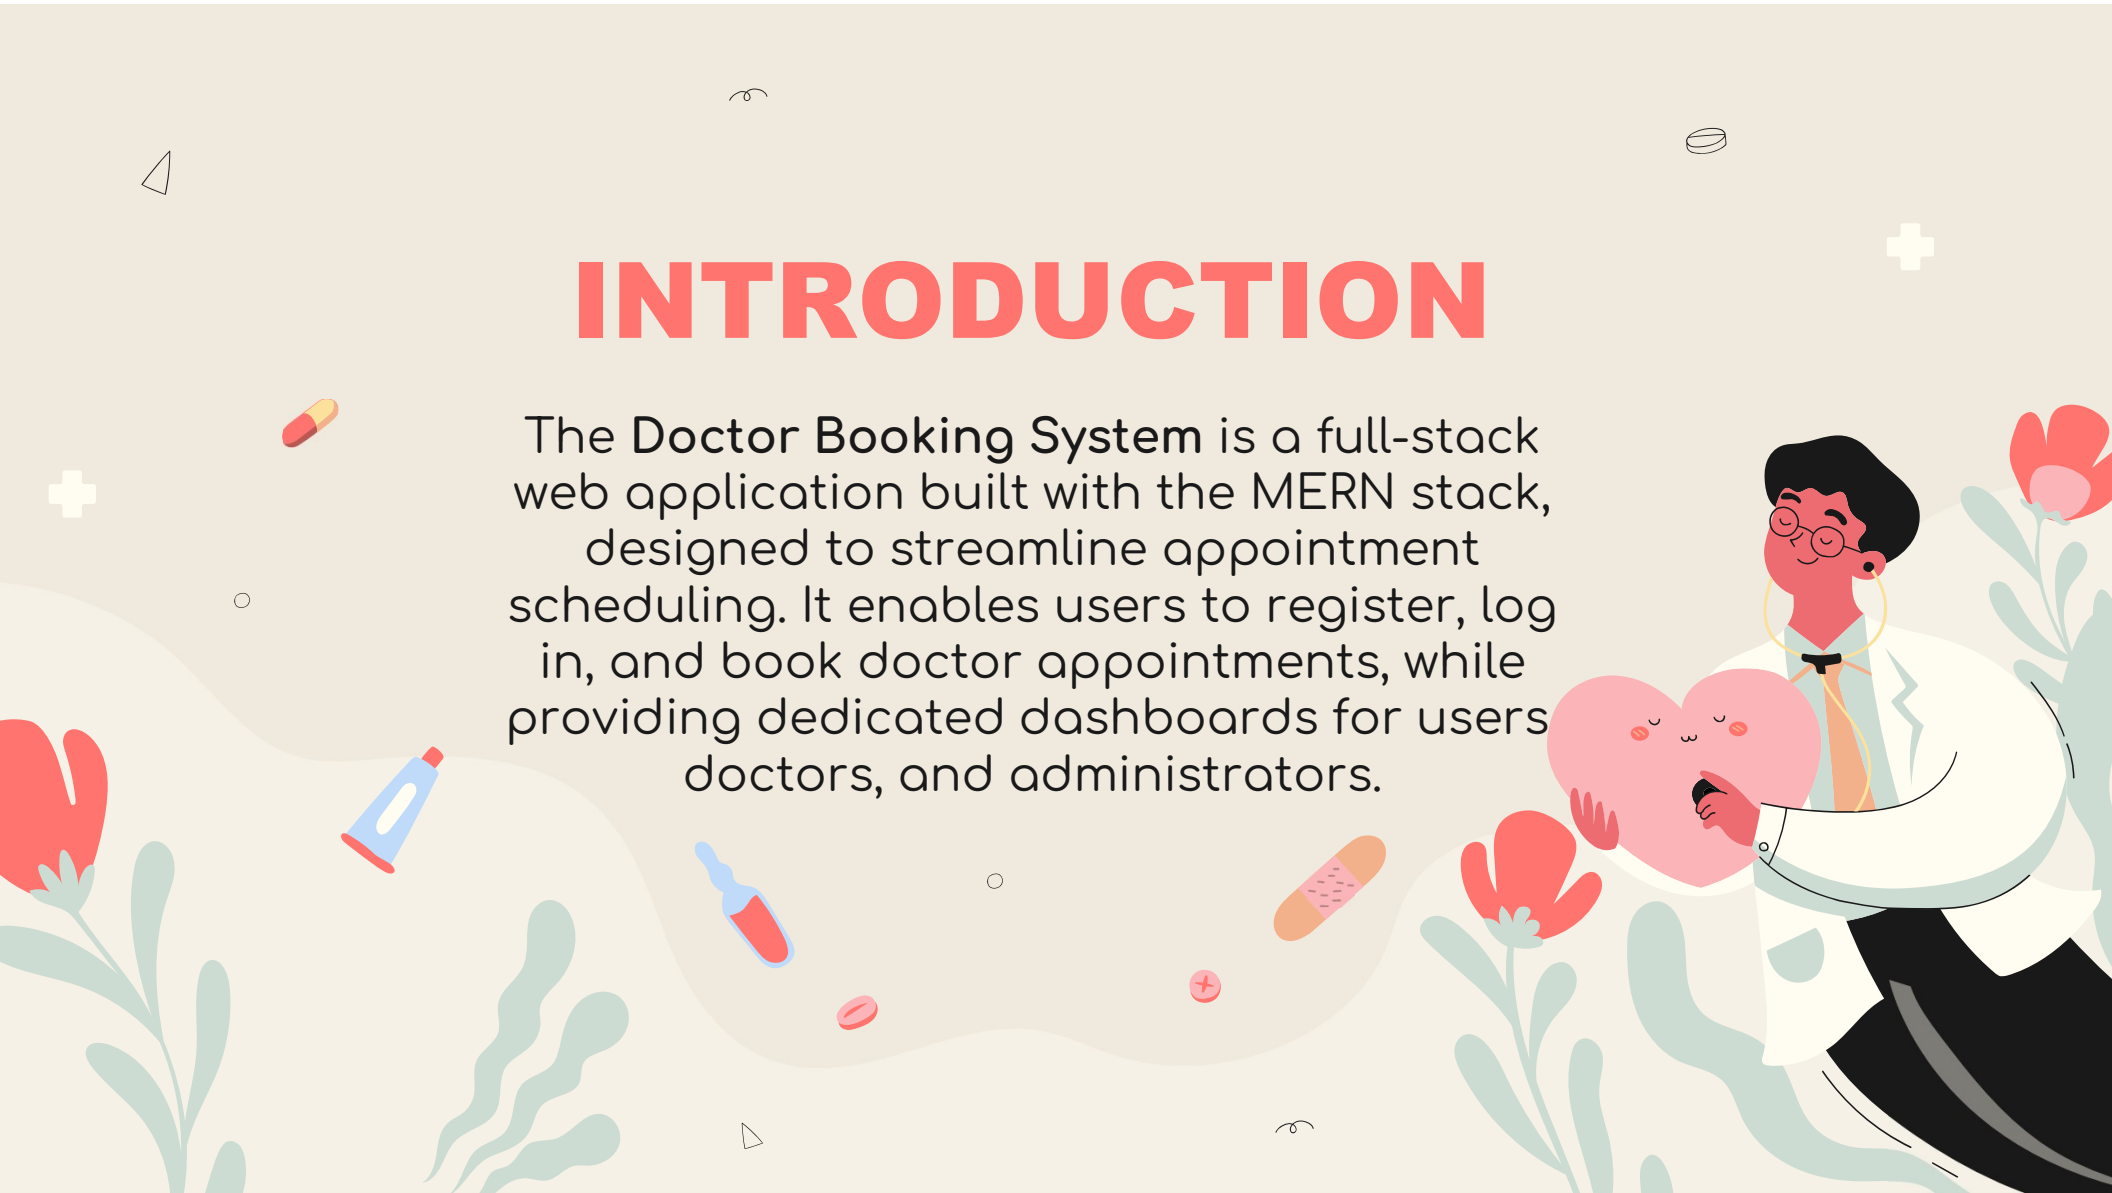 INTRODUCTION
The Doctor Booking System is a full-stack
web application built with the MERN stack,
designed to streamline appointment
scheduling. It enables users to register, log
in, and book doctor appointments, while
providing dedicated dashboards for users
doctors, and administrators.